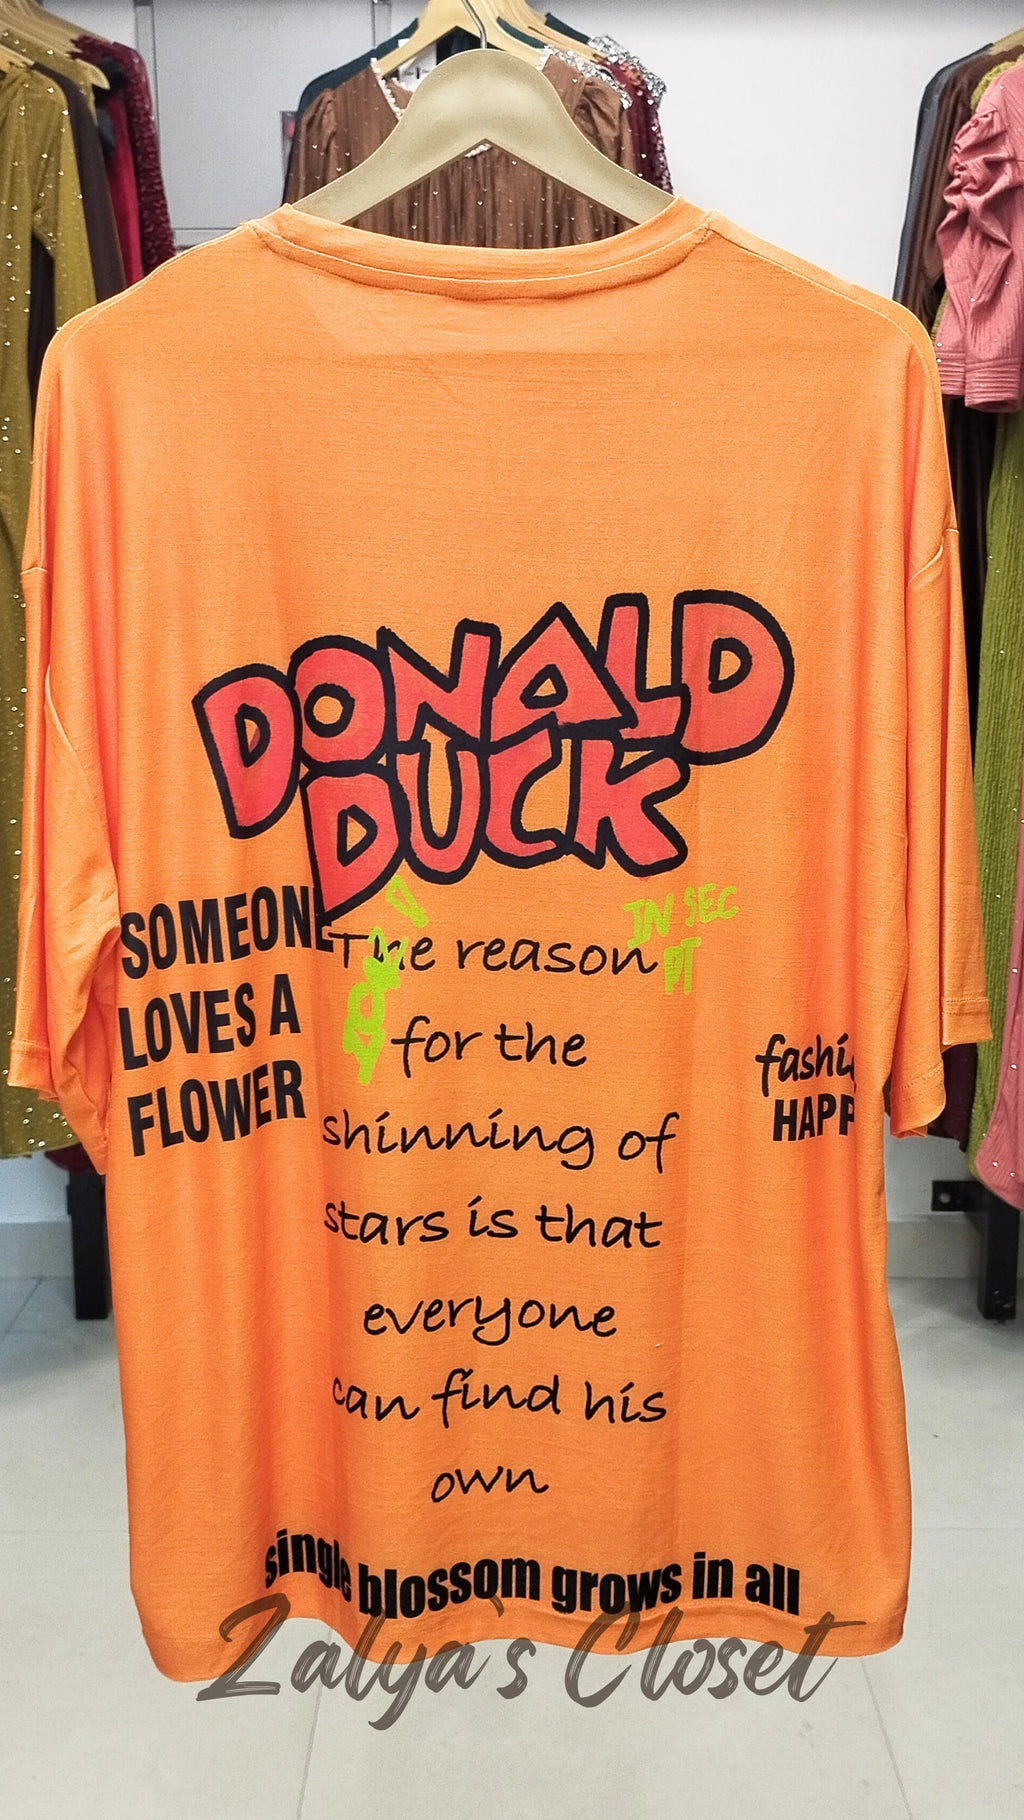 DONALD
DUCK
SOMEONE
LOVES A
FLOWER
IN SEC
PT
The reason
for the
shinning of
stars is that
everyone
can find his
own
fashi
HAPP
single blossom grows in all
Zalya's Closet